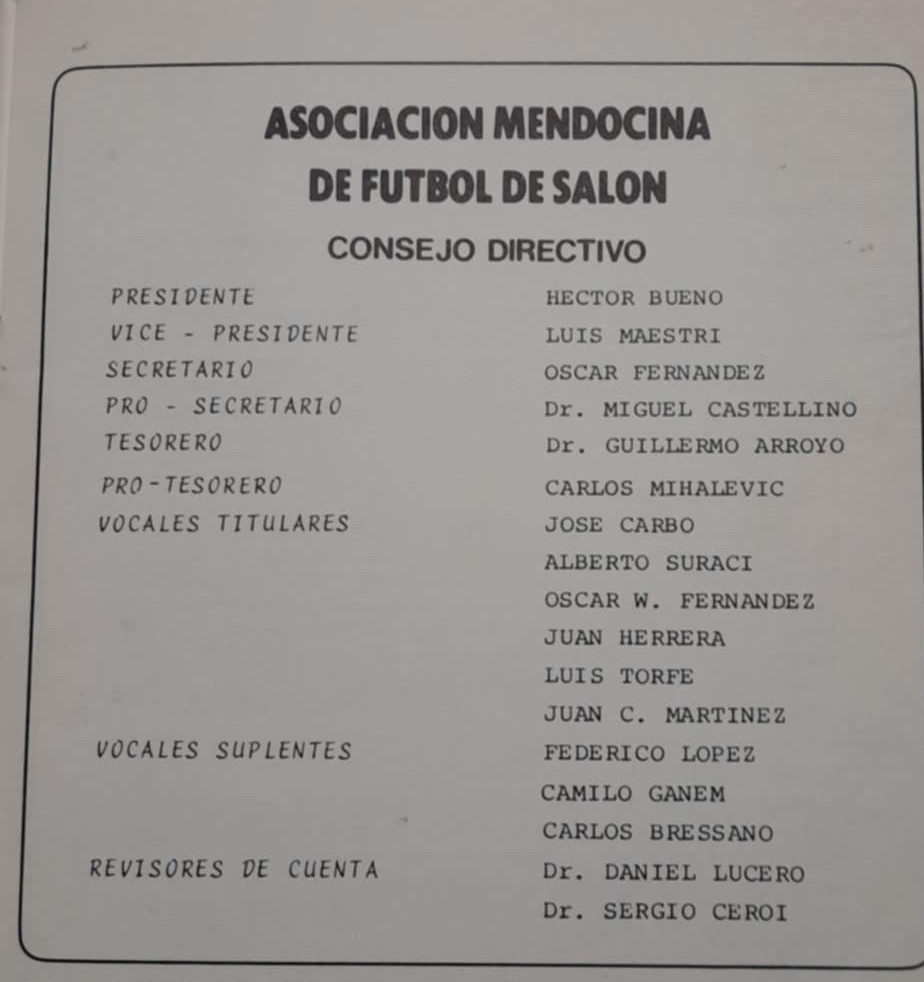 ASOCIACION MENDOCINA
DE FUTBOL DE SALON
CONSEJO DIRECTIVO
PRESIDENTE HECTOR BUENO
VICE - PRESIDENTE LUIS MAESTRI
SECRETARIO OSCAR FERNANDEZ
PRO - SECRETARIO Dr. MIGUEL CASTELLINO
TESORERO Dr. GUILLERMO ARROYO
PRO-TESORERO CARLOS MIHALEVIC
VOCALES TITULARES JOSE CARBO
ALBERTO SURACI
OSCAR W. FERNANDEZ
JUAN HERRERA
LUIS TORFE
JUAN C. MARTINEZ
VOCALES SUPLENTES FEDERICO LOPEZ
CAMILO GANEM
CARLOS BRESSANO
REVISORES DE CUENTA Dr. DANIEL LUCERO
Dr. SERGIO CEROI